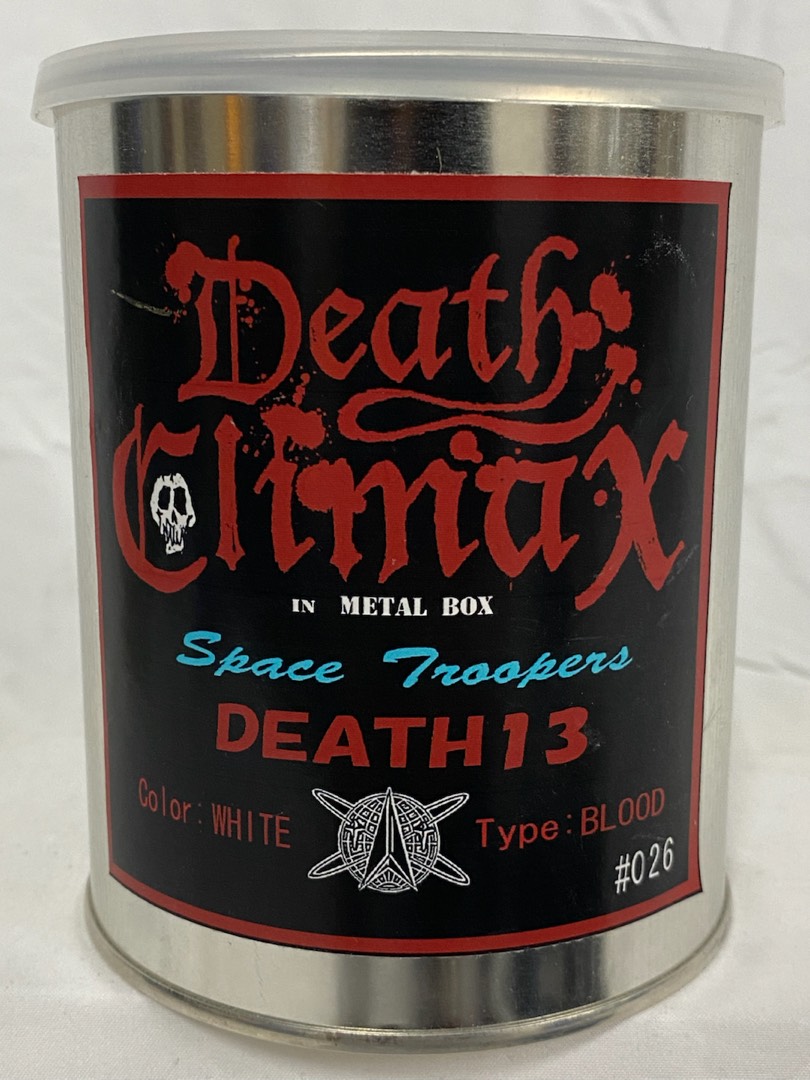 Death
Climax
IN METAL BOX
Space Troopers
DEATH13
Color:WHITE
Type:BLOOD
#026